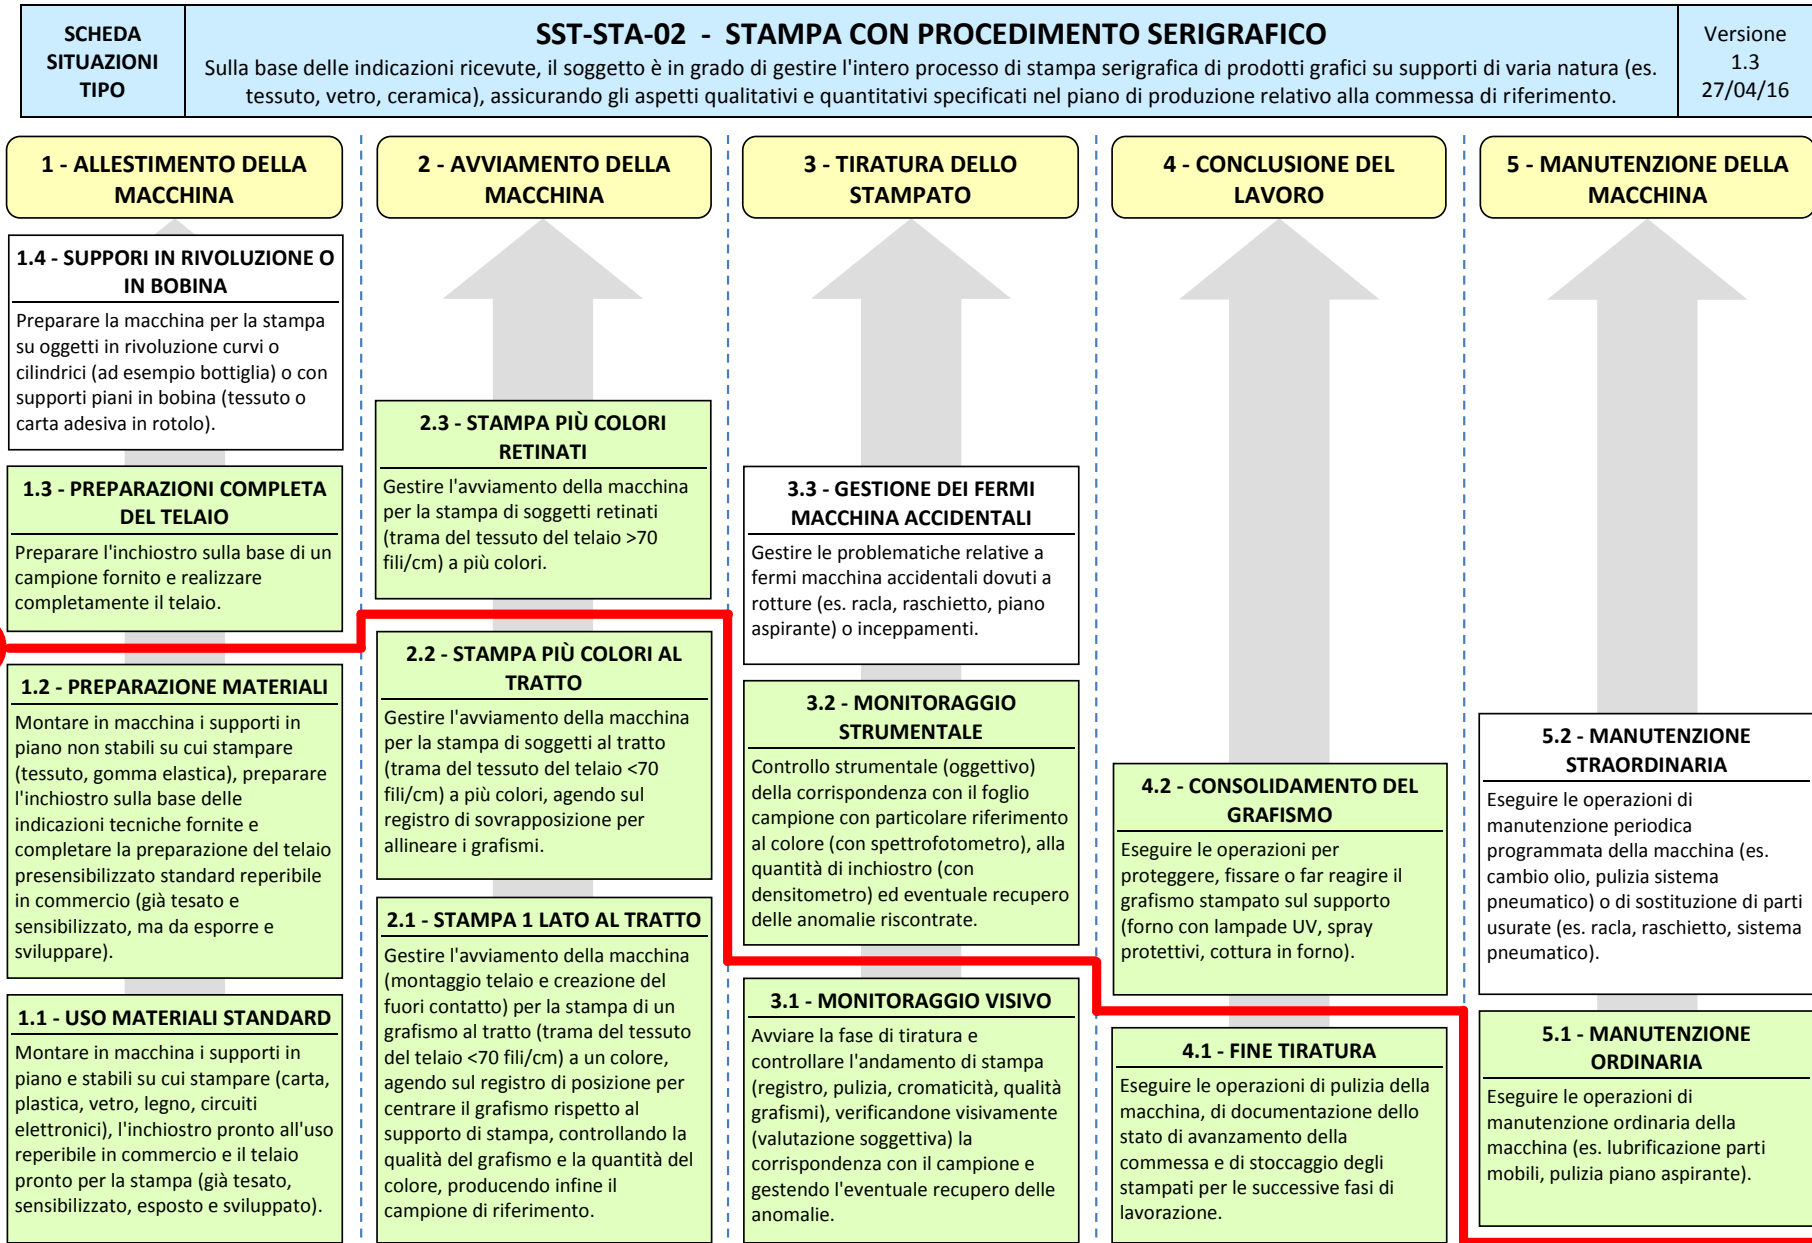 SCHEDA
SITUAZIONI
TIPO
SST-STA-02 - STAMPA CON PROCEDIMENTO SERIGRAFICO
Sulla base delle indicazioni ricevute, il soggetto è in grado di gestire l'intero processo di stampa serigrafica di prodotti grafici su supporti di varia natura (es.
tessuto, vetro, ceramica), assicurando gli aspetti qualitativi e quantitativi specificati nel piano di produzione relativo alla commessa di riferimento.
Versione
1.3
27/04/16
1 - ALLESTIMENTO DELLA
MACCHINA
1.4 - SUPPORI IN RIVOLUZIONE O
IN BOBINA
Preparare la macchina per la stampa
su oggetti in rivoluzione curvi o
cilindrici (ad esempio bottiglia) o con
supporti piani in bobina (tessuto o
carta adesiva in rotolo).
1.3 - PREPARAZIONI COMPLETA
DEL TELAIO
Preparare l'inchiostro sulla base di un
campione fornito e realizzare
completamente il telaio.
1.2 - PREPARAZIONE MATERIALI
Montare in macchina i supporti in
piano non stabili su cui stampare
(tessuto, gomma elastica), preparare
l'inchiostro sulla base delle
indicazioni tecniche fornite e
completare la preparazione del telaio
presensibilizzato standard reperibile
in commercio (già tesato e
sensibilizzato, ma da esporre e
sviluppare).
1.1 - USO MATERIALI STANDARD
Montare in macchina i supporti in
piano e stabili su cui stampare (carta,
plastica, vetro, legno, circuiti
elettronici), l'inchiostro pronto all'uso
reperibile in commercio e il telaio
pronto per la stampa (già tesato,
sensibilizzato, esposto e sviluppato).
2 - AVVIAMENTO DELLA
MACCHINA
2.3 - STAMPA PIÙ COLORI
RETINATI
Gestire l'avviamento della macchina
per la stampa di soggetti retinati
(trama del tessuto del telaio >70
fili/cm) a più colori.
2.2 - STAMPA PIÙ COLORI AL
TRATTO
Gestire l'avviamento della macchina
per la stampa di soggetti al tratto
(trama del tessuto del telaio <70
fili/cm) a più colori, agendo sul
registro di sovrapposizione per
allineare i grafismi.
2.1 - STAMPA 1 LATO AL TRATTO
Gestire l'avviamento della macchina
(montaggio telaio e creazione del
fuori contatto) per la stampa di un
grafismo al tratto (trama del tessuto
del telaio <70 fili/cm) a un colore,
agendo sul registro di posizione per
centrare il grafismo rispetto al
supporto di stampa, controllando la
qualità del grafismo e la quantità del
colore, producendo infine il
campione di riferimento.
3 - TIRATURA DELLO
STAMPATO
3.3 - GESTIONE DEI FERMI
MACCHINA ACCIDENTALI
Gestire le problematiche relative a
fermi macchina accidentali dovuti a
rotture (es. racla, raschietto, piano
aspirante) o inceppamenti.
3.2 - MONITORAGGIO
STRUMENTALE
Controllo strumentale (oggettivo)
della corrispondenza con il foglio
campione con particolare riferimento
al colore (con spettrofotometro), alla
quantità di inchiostro (con
densitometro) ed eventuale recupero
delle anomalie riscontrate.
3.1 - MONITORAGGIO VISIVO
Avviare la fase di tiratura e
controllare l'andamento di stampa
(registro, pulizia, cromaticità, qualità
grafismi), verificandone visivamente
(valutazione soggettiva) la
corrispondenza con il campione e
gestendo l'eventuale recupero delle
anomalie.
4 - CONCLUSIONE DEL
LAVORO
4.2 - CONSOLIDAMENTO DEL
GRAFISMO
Eseguire le operazioni per
proteggere, fissare o far reagire il
grafismo stampato sul supporto
(forno con lampade UV, spray
protettivi, cottura in forno).
4.1 - FINE TIRATURA
Eseguire le operazioni di pulizia della
macchina, di documentazione dello
stato di avanzamento della
commessa e di stoccaggio degli
stampati per le successive fasi di
lavorazione.
5 - MANUTENZIONE DELLA
MACCHINA
5.2 - MANUTENZIONE
STRAORDINARIA
Eseguire le operazioni di
manutenzione periodica
programmata della macchina (es.
cambio olio, pulizia sistema
pneumatico) o di sostituzione di parti
usurate (es. racla, raschietto, sistema
pneumatico).
5.1 - MANUTENZIONE
ORDINARIA
Eseguire le operazioni di
manutenzione ordinaria della
macchina (es. lubrificazione parti
mobili, pulizia piano aspirante).